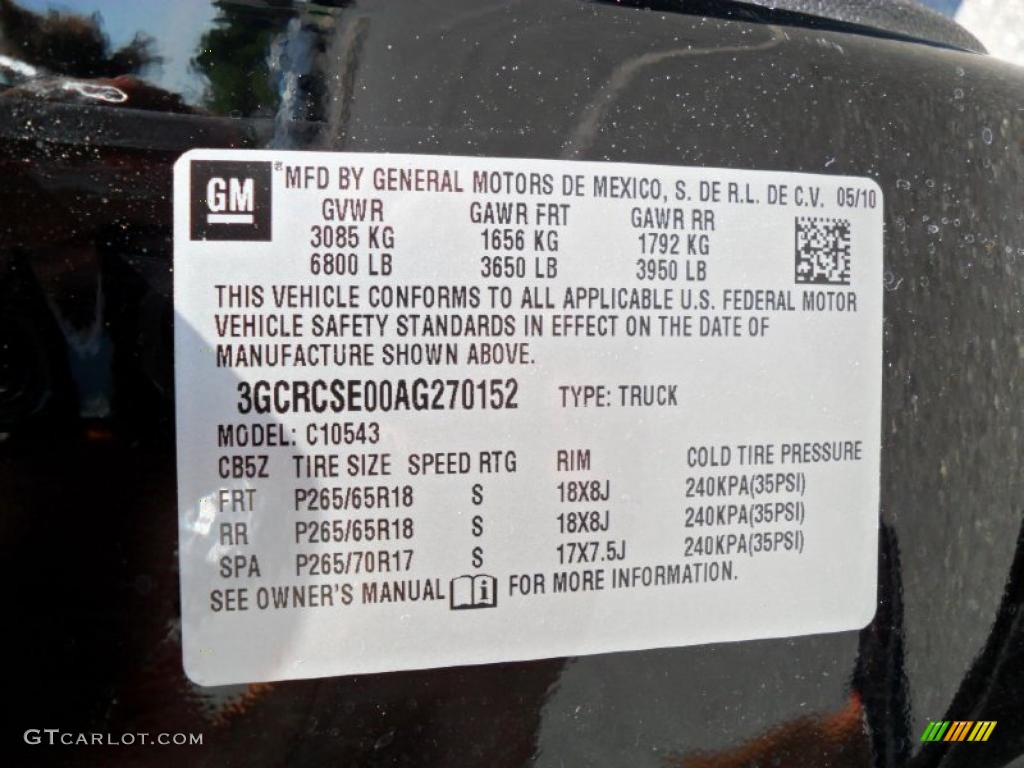 GM MFD BY GENERAL MOTORS DE MEXICO, S. DE R.L. DE C.V. 05/10
GVWR GAWR FRT GAWR RR
3085 KG 1656 KG 1792 KG
6800 LB 3650 LB 3950 LB
THIS VEHICLE CONFORMS TO ALL APPLICABLE U.S. FEDERAL MOTOR
VEHICLE SAFETY STANDARDS IN EFFECT ON THE DATE OF
MANUFACTURE SHOWN ABOVE.
3GCRCSE00AG270152 TYPE: TRUCK
MODEL: C10543
CB5Z TIRE SIZE SPEED RTG RIM COLD TIRE PRESSURE
FRT P265/65R18 S 18X8J 240KPA(35PSI)
RR P265/65R18 S 18X8J 240KPA(35PSI)
SPA P265/70R17 S 17X7.5J 240KPA(35PSI)
SEE OWNER'S MANUAL FOR MORE INFORMATION.
GTCARLOT.COM